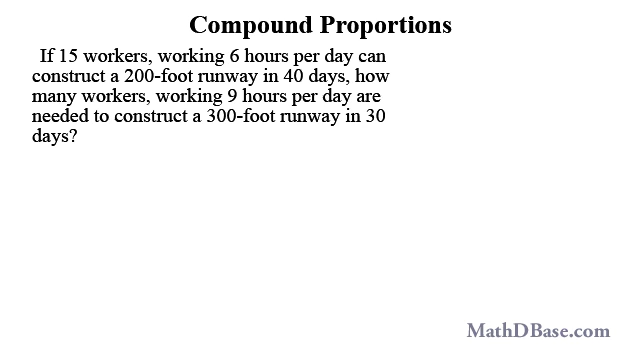 Compound Proportions
If 15 workers, working 6 hours per day can
construct a 200-foot runway in 40 days, how
many workers, working 9 hours per day are
needed to construct a 300-foot runway in 30
days?
MathDBase.com